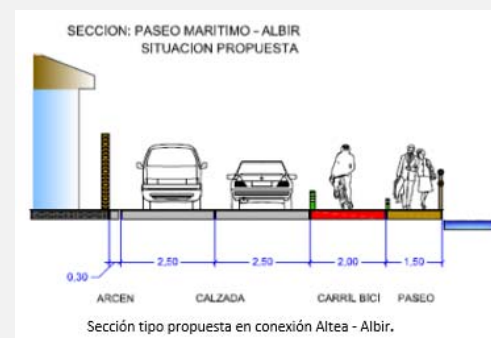 SECCION: PASEO MARITIMO - ALBIR
SITUACION PROPUESTA
2,50 2,50 2,00 1,50
0,30
ARCEN CALZADA CARRIL BICI PASEO
Sección tipo propuesta en conexión Altea - Albir.